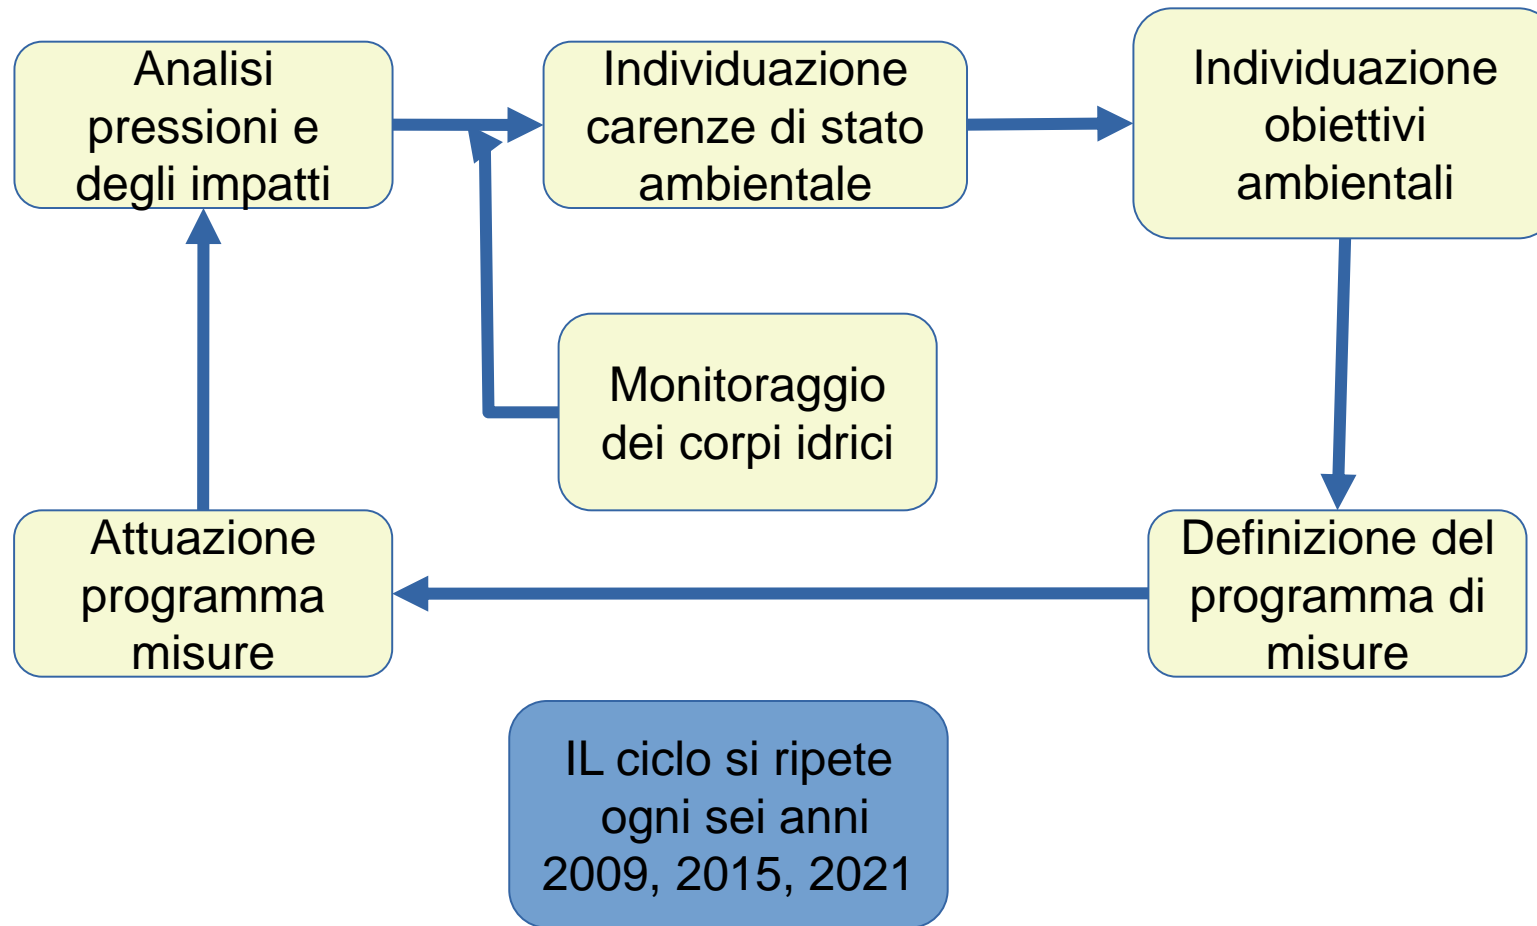 Analisi
pressioni e
degli impatti
Individuazione
carenze di stato
ambientale
Individuazione
obiettivi
ambientali
Monitoraggio
dei corpi idrici
Attuazione
programma
misure
Definizione del
programma di
misure
IL ciclo si ripete
ogni sei anni
2009, 2015, 2021